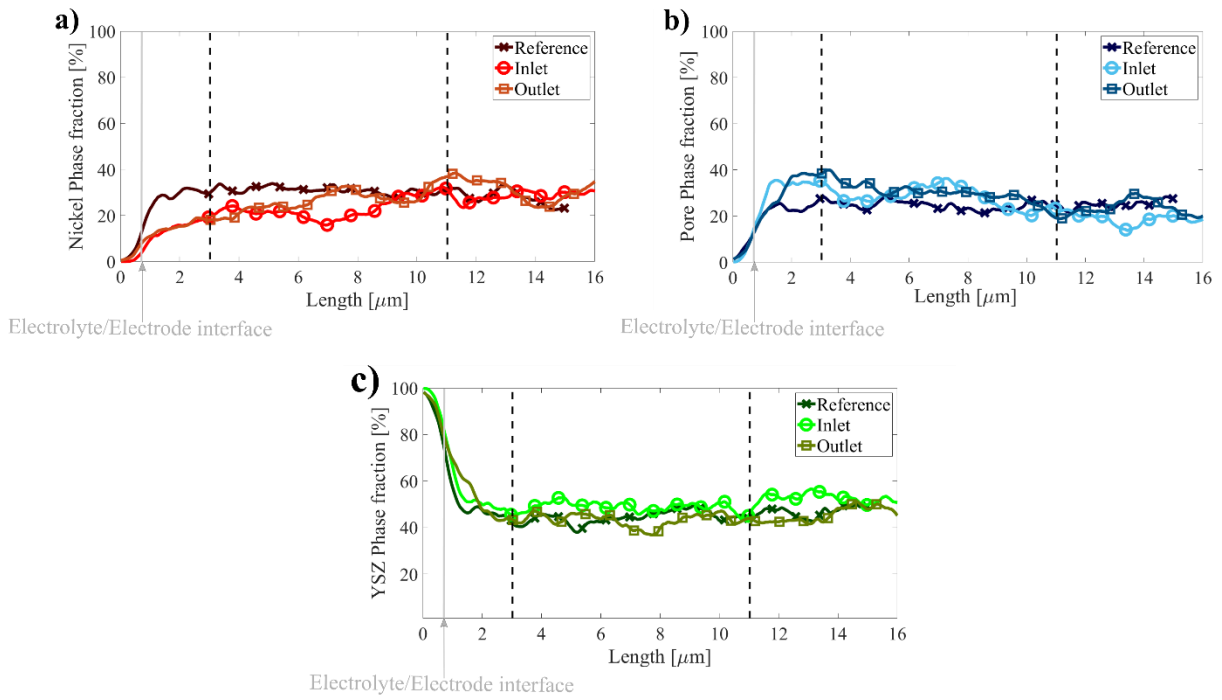 a)
Nickel Phase fraction [%]
100
80
60
40
20
0
0 2 4 6 8 10 12 14 16
Length [μm]
Reference
Inlet
Outlet
Electrolyte/Electrode interface
b)
Pore Phase fraction [%]
100
80
60
40
20
0
0 2 4 6 8 10 12 14 16
Length [μm]
Reference
Inlet
Outlet
Electrolyte/Electrode interface
c)
YSZ Phase fraction [%]
100
80
60
40
20
0 2 4 6 8 10 12 14 16
Length [μm]
Reference
Inlet
Outlet
Electrolyte/Electrode interface